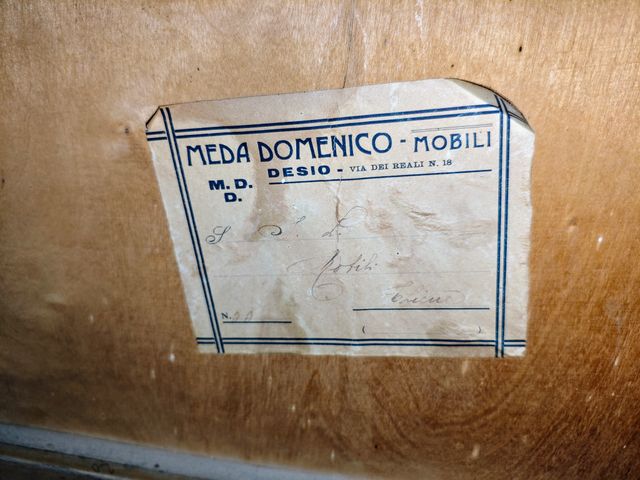 MEDA DOMENICO - MOBILI
DESIO - VIA DEI REALI N. 18
M. D.
D.
S
N.
( )